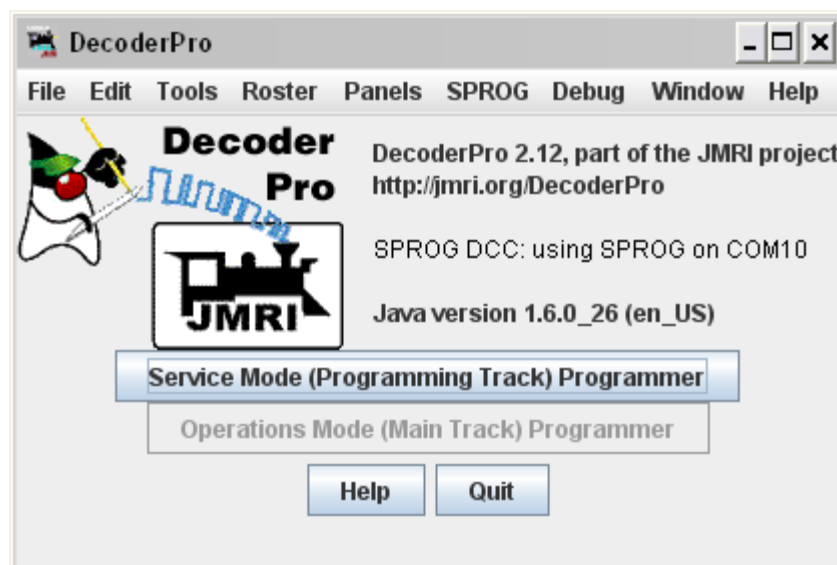 DecoderPro
File Edit Tools Roster Panels SPROG Debug Window Help
Decoder
Pro
JMRI
DecoderPro 2.12, part of the JMRI project
http://jmri.org/DecoderPro
SPROG DCC: using SPROG on COM10
Java version 1.6.0_26 (en_US)
Service Mode (Programming Track) Programmer
Operations Mode (Main Track) Programmer
Help Quit